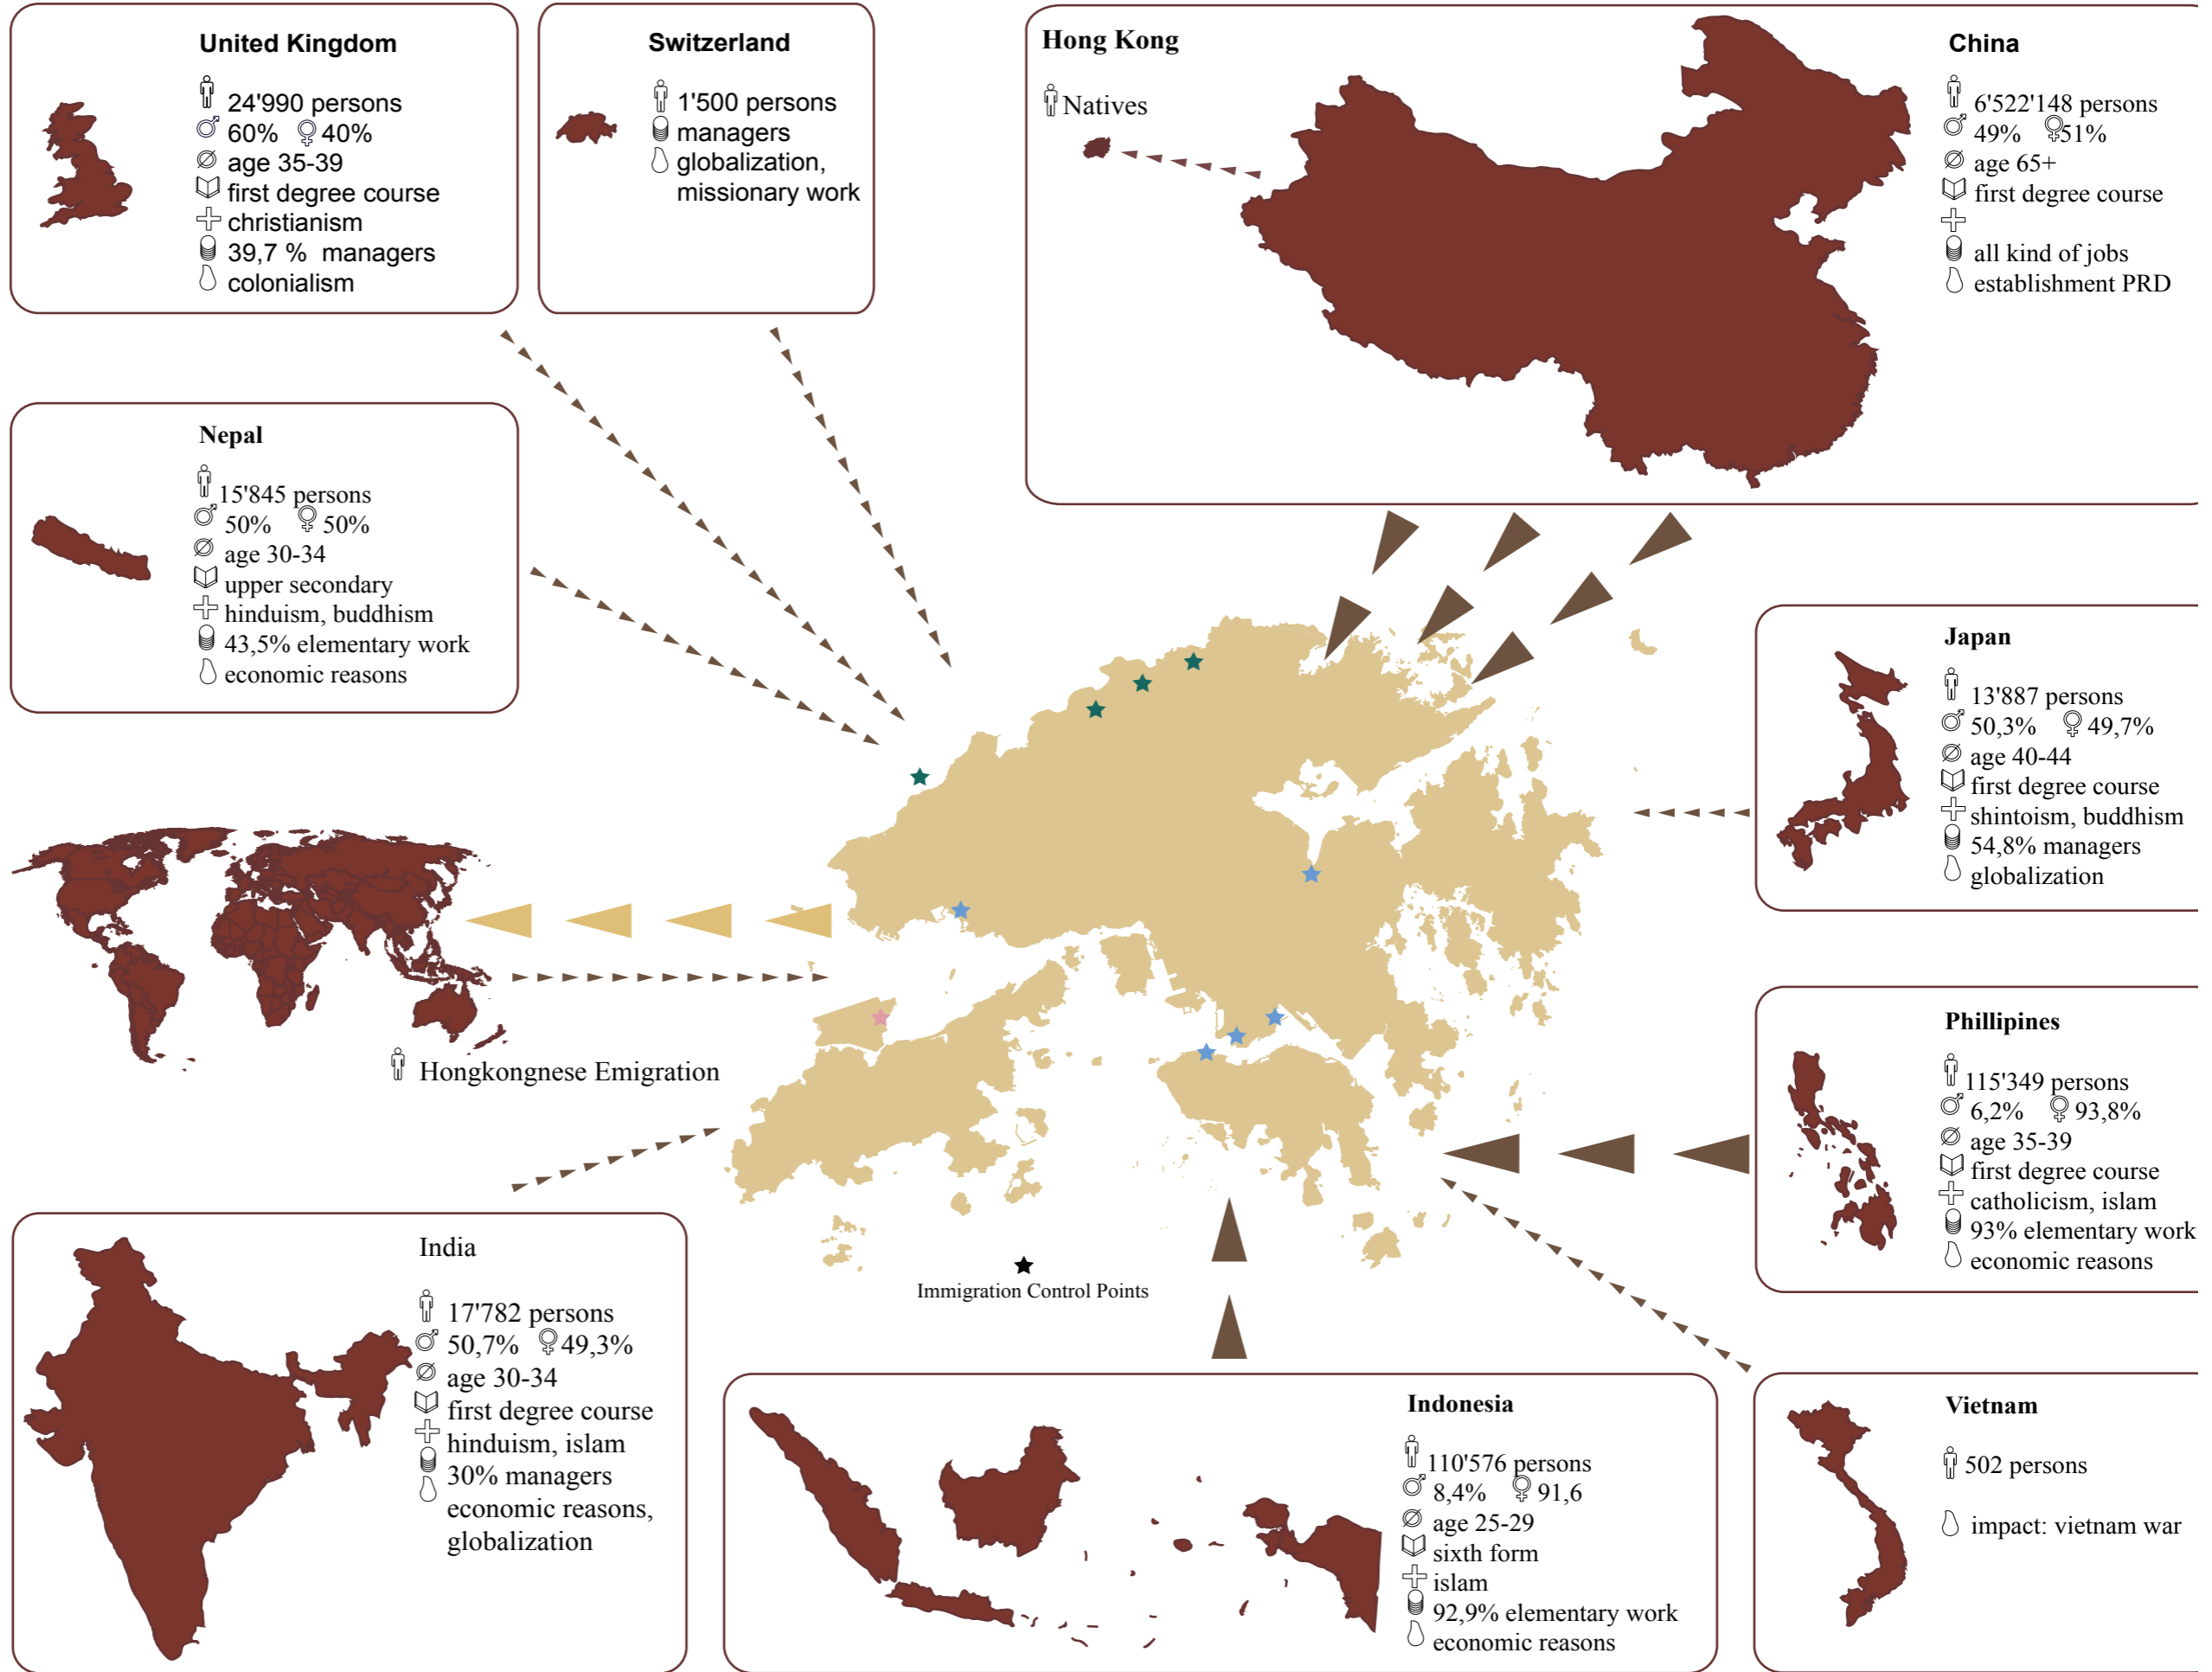 United Kingdom
24'990 persons
60% 40%
age 35-39
first degree course
christianism
39,7 % managers
colonialism
Switzerland
1'500 persons
managers
globalization,
missionary work
Hong Kong
Natives
China
6'522'148 persons
49% 51%
age 65+
first degree course
all kind of jobs
establishment PRD
Nepal
15'845 persons
50% 50%
age 30-34
upper secondary
hinduism, buddhism
43,5% elementary work
economic reasons
Japan
13'887 persons
50,3% 49,7%
age 40-44
first degree course
shintoism, buddhism
54,8% managers
globalization
Hongkongnese Emigration
Phillipines
115'349 persons
6,2% 93,8%
age 35-39
first degree course
catholicism, islam
93% elementary work
economic reasons
Immigration Control Points
India
17'782 persons
50,7% 49,3%
age 30-34
first degree course
hinduism, islam
30% managers
economic reasons,
globalization
Indonesia
110'576 persons
8,4% 91,6
age 25-29
sixth form
islam
92,9% elementary work
economic reasons
Vietnam
502 persons
impact: vietnam war